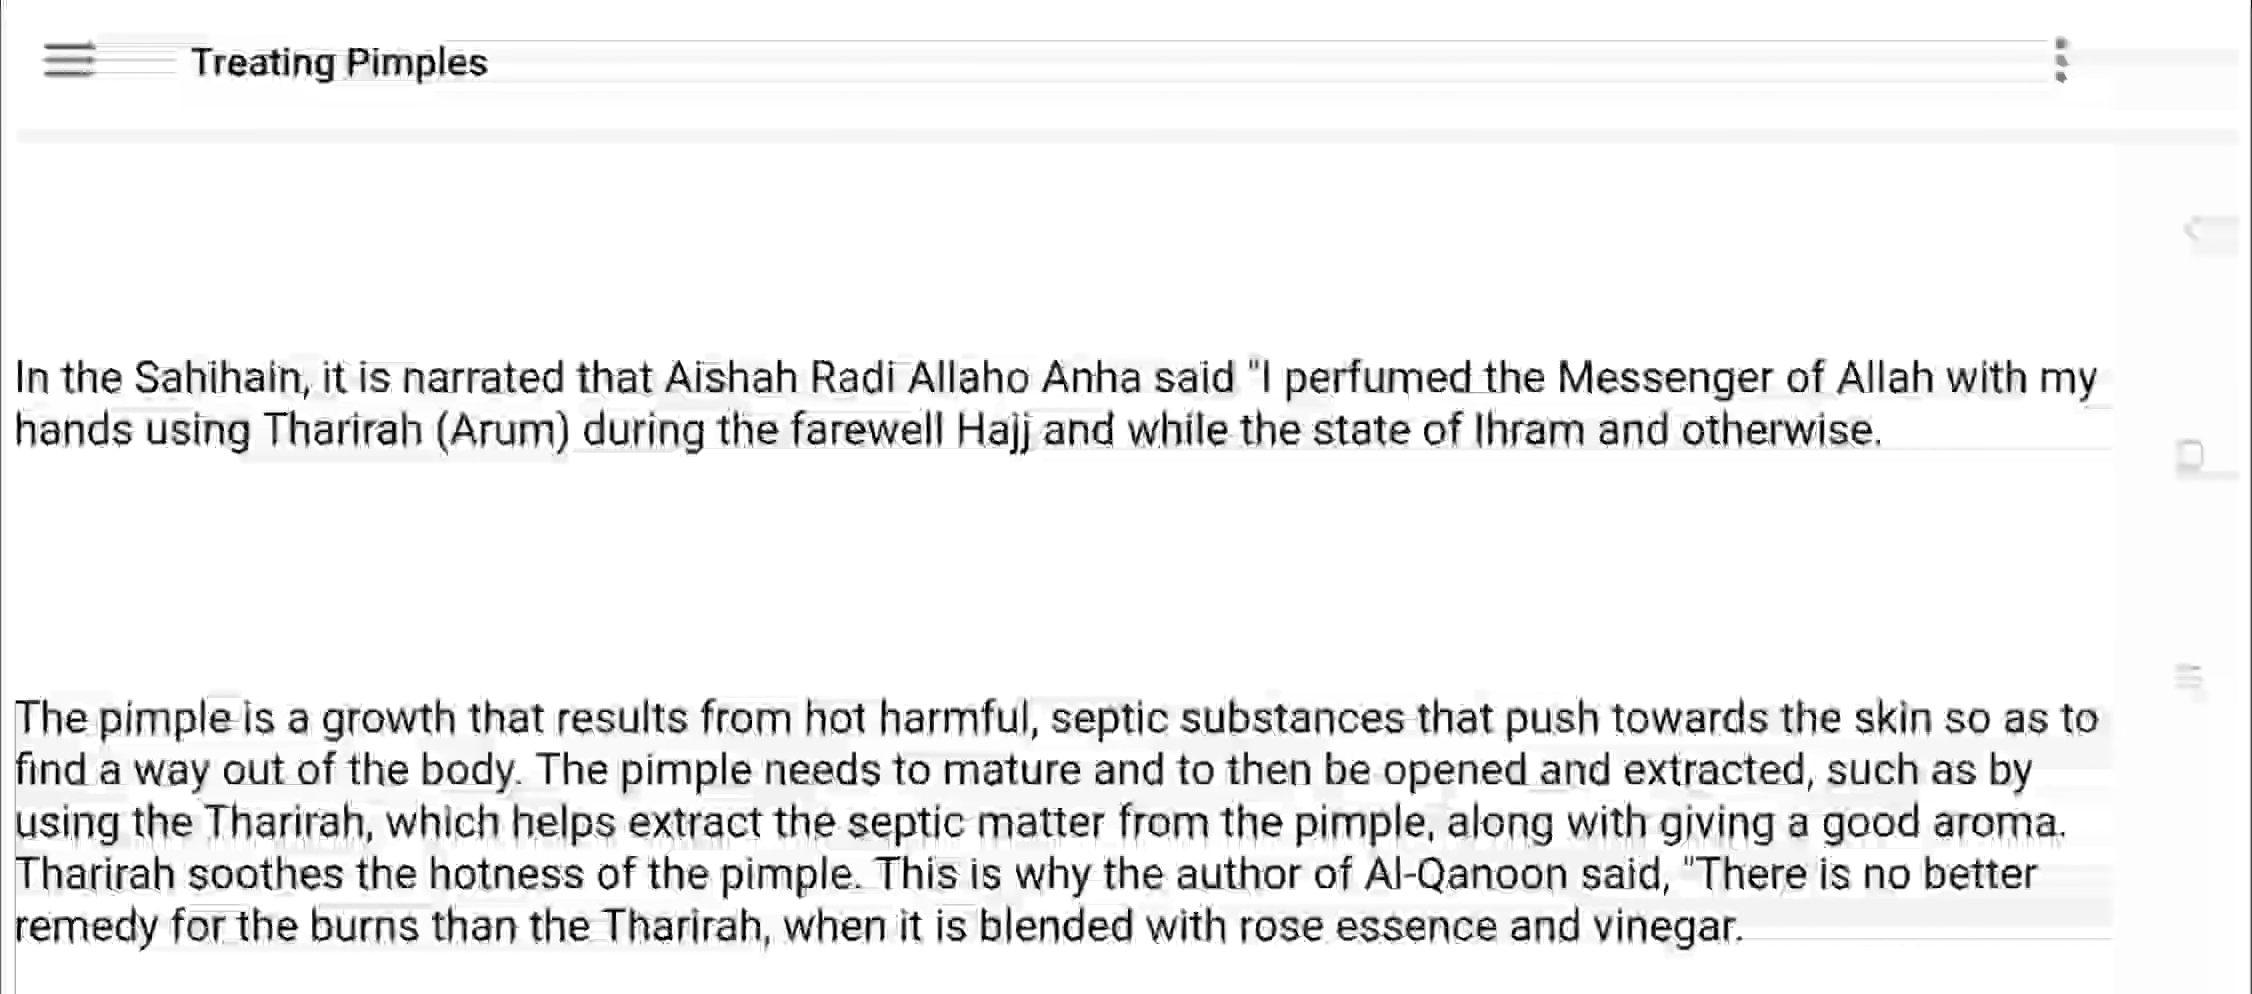 Treating Pimples
In the Sahihain, it is narrated that Aishah Radi Allaho Anha said "I perfumed the Messenger of Allah with my
hands using Tharirah (Arum) during the farewell Hajj and while the state of Ihram and otherwise.
The pimple is a growth that results from hot harmful, septic substances that push towards the skin so as to
find a way out of the body. The pimple needs to mature and to then be opened and extracted, such as by
using the Tharirah, which helps extract the septic matter from the pimple, along with giving a good aroma.
Tharirah soothes the hotness of the pimple. This is why the author of Al-Qanoon said, "There is no better
remedy for the burns than the Tharirah, when it is blended with rose essence and vinegar.